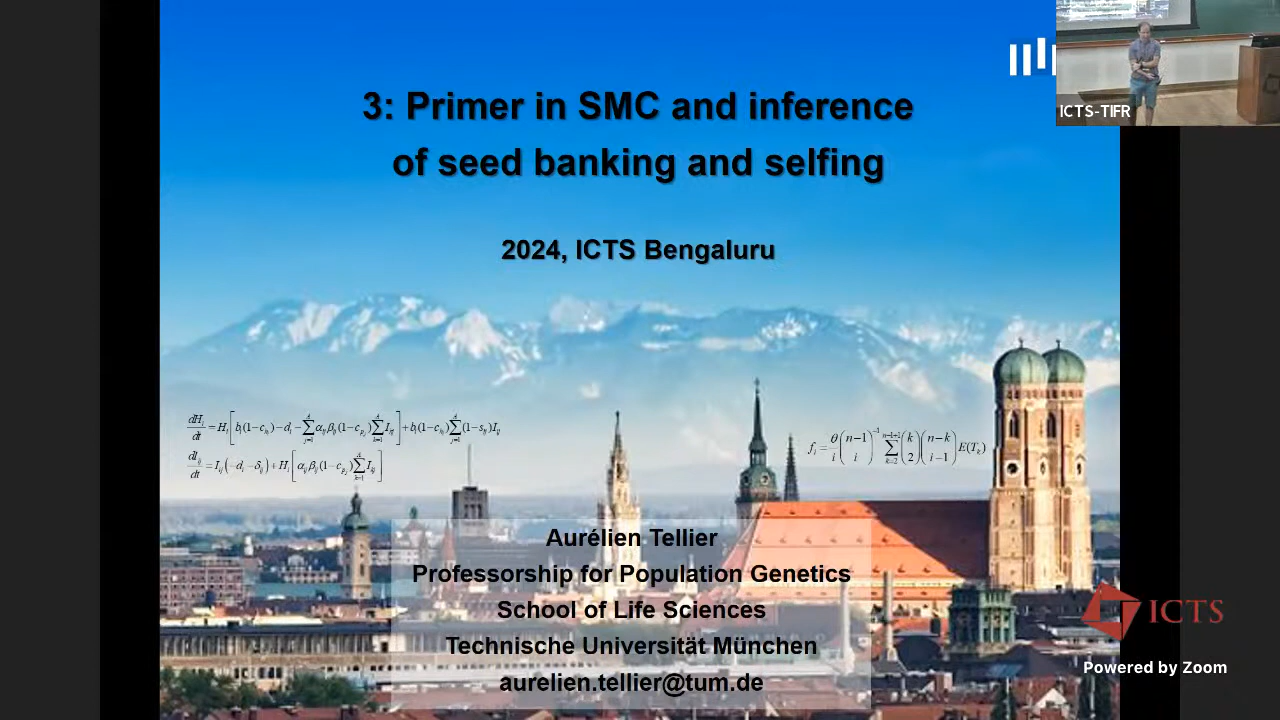 3: Primer in SMC and inference
of seed banking and selfing
2024, ICTS Bengaluru
ICTS-TIFR
Aurélien Tellier
Professorship for Population Genetics
School of Life Sciences
Technische Universität München
aurelien.tellier@tum.de
ICTS
Powered by Zoom